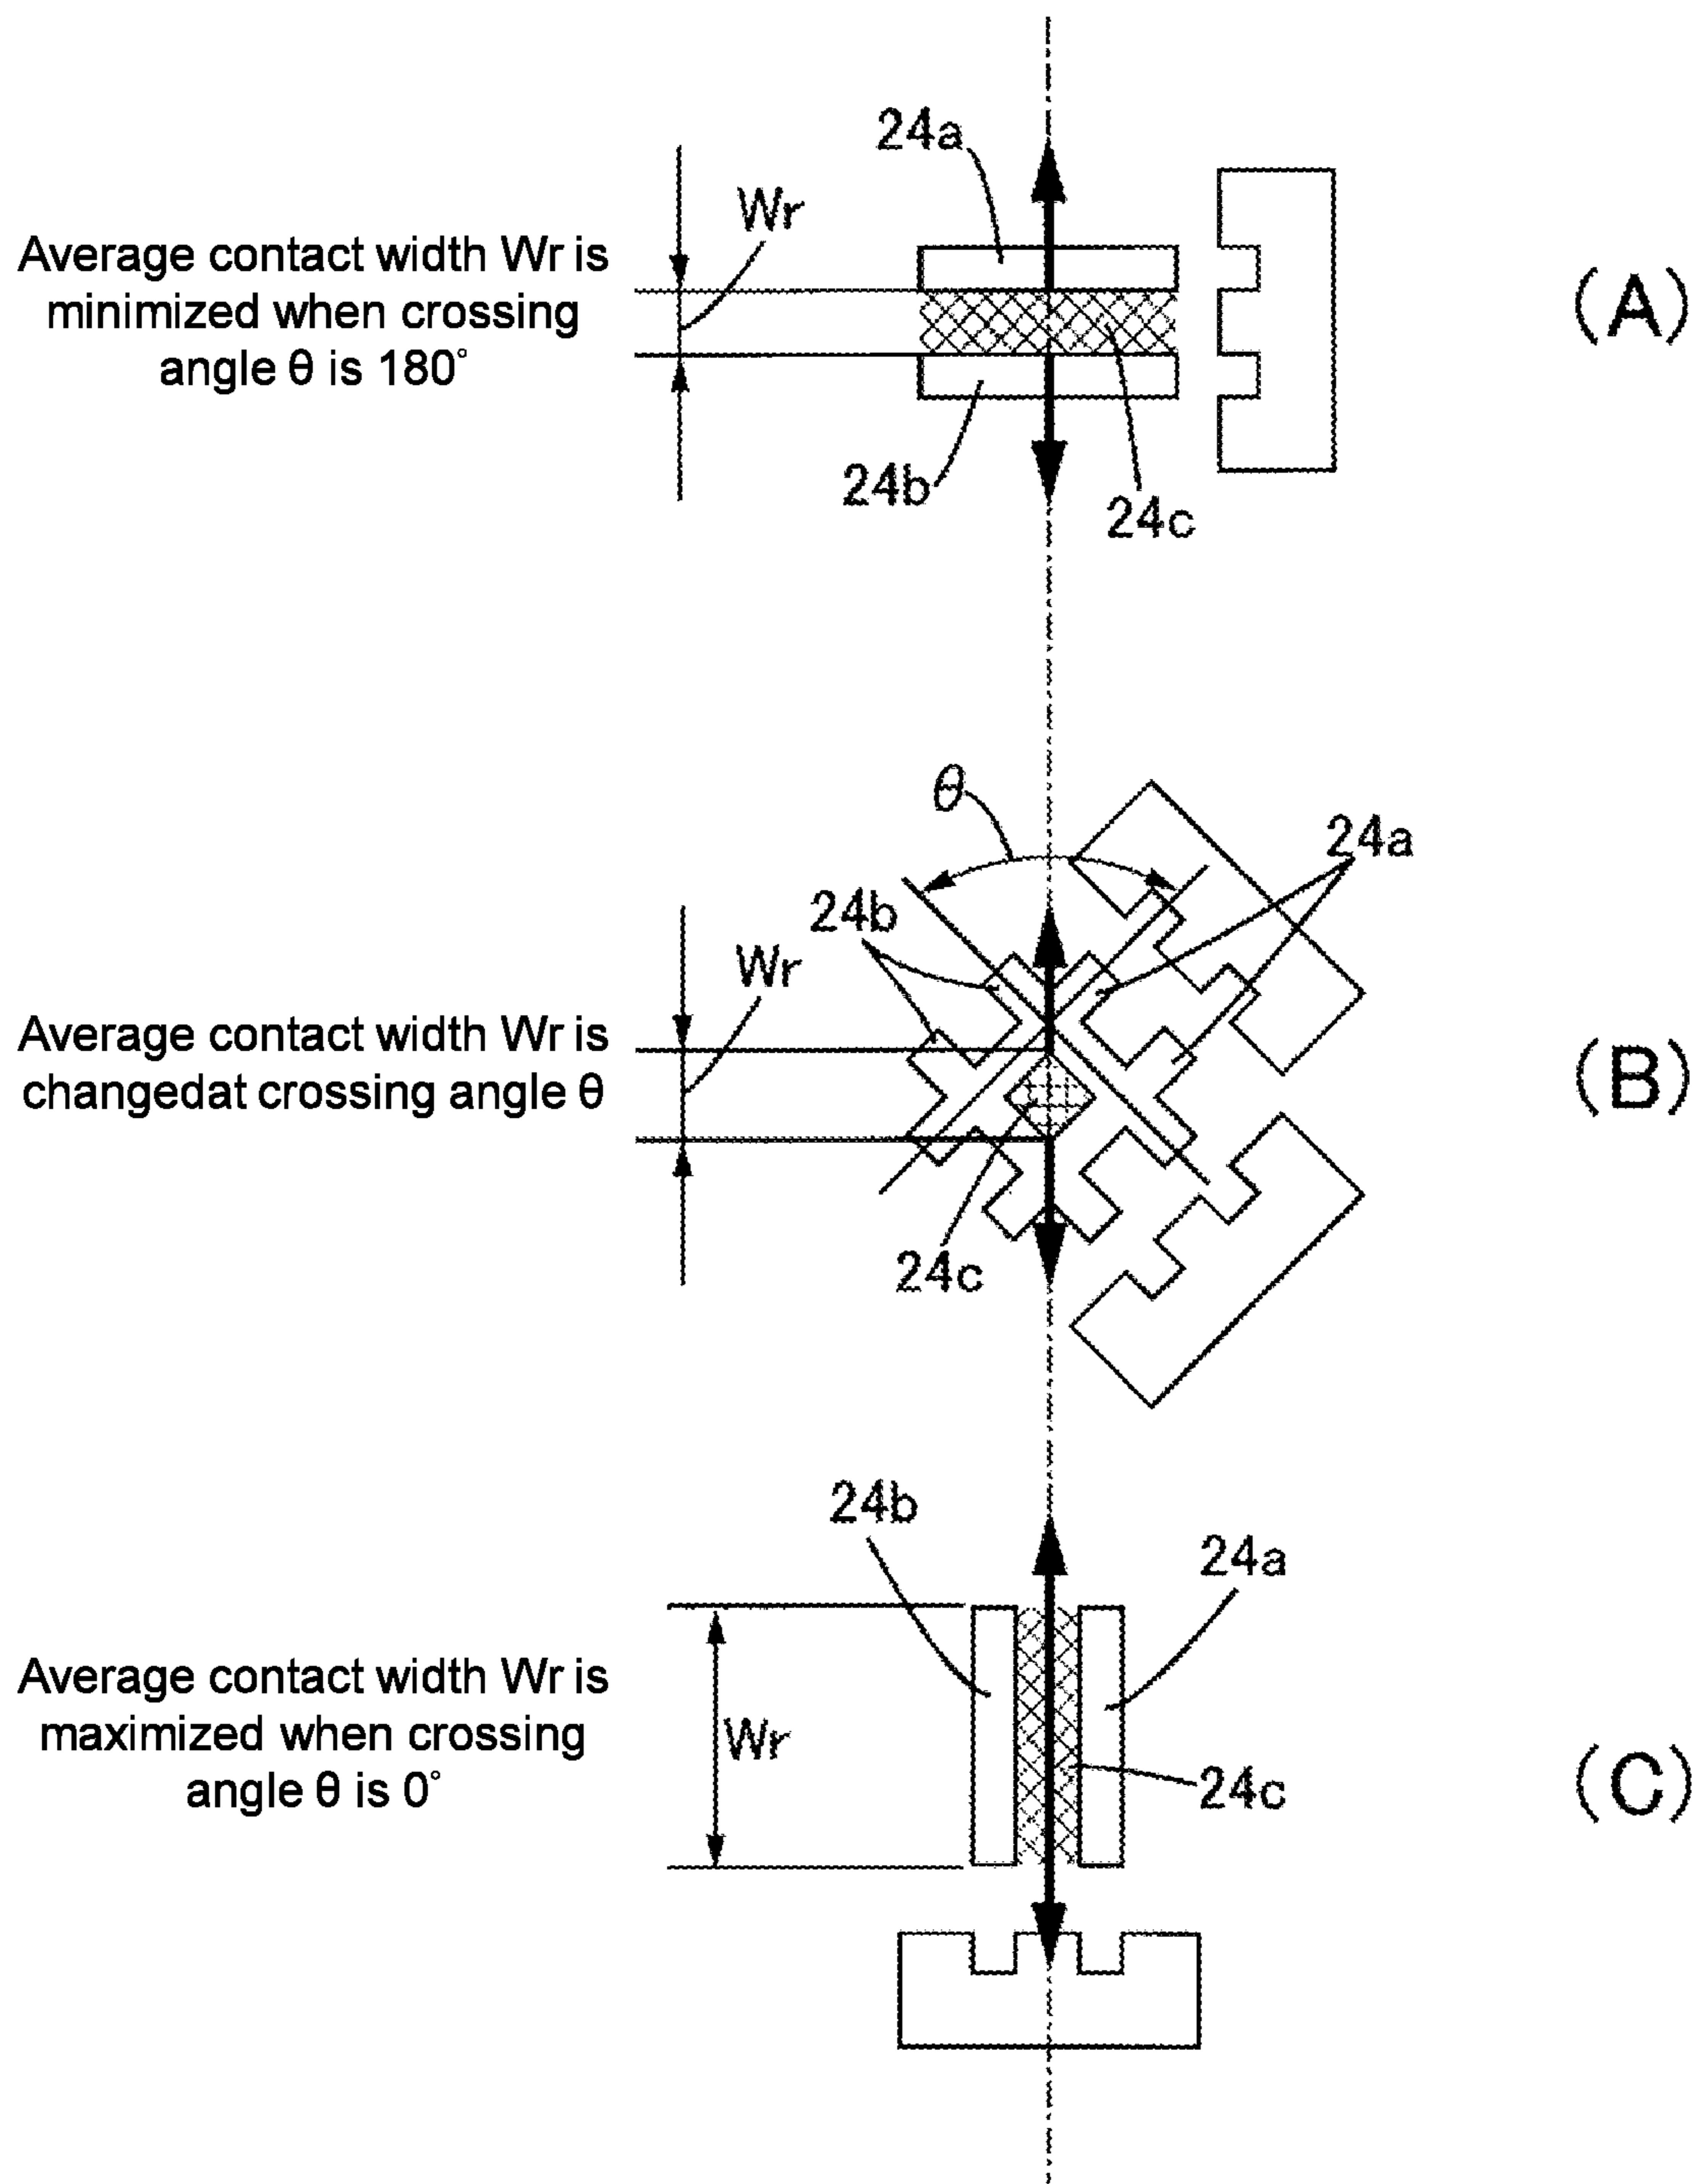 24a
Wr
Average contact width Wr is
minimized when crossing
angle θ is 180°
(A)
24b
24c
θ
24a
24b
Wr
Average contact width Wr is
changedat crossing angle θ
(B)
24c
24b
24a
Average contact width Wr is
maximized when crossing
angle θ is 0°
Wr
24c
(C)